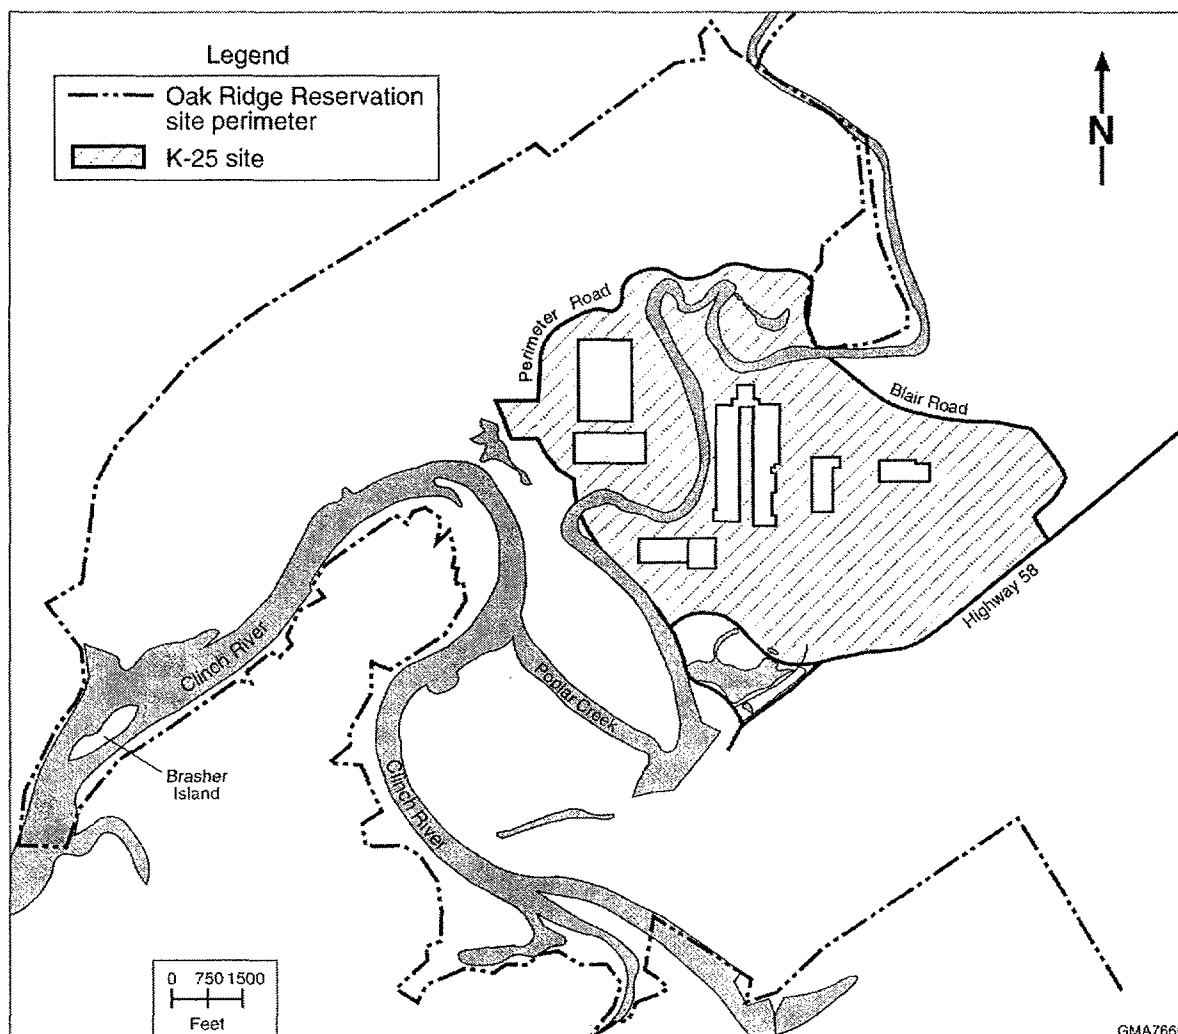 Legend
Oak Ridge Reservation
site perimeter
K-25 site
N
Perimeter Road
Blair Road
Highway 58
Clinch River
Poplar Creek
Brasher
Island
Clinch River
0 750 1500
Feet
GMA766